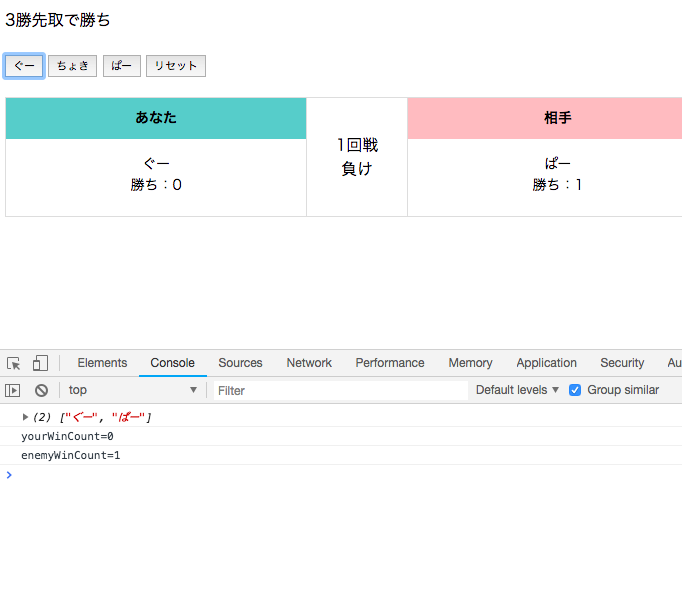 3勝先取で勝ち
ぐー ちょき ぱー リセット
あなた
ぐー
勝ち：0
1回戦
負け
相手
ぱー
勝ち：1
Elements Console Sources Network Performance Memory Application Security Au
top ▼ Filter Default levels ▼ Group similar
(2) ["ぐー", "ぱー"]
yourWinCount=0
enemyWinCount=1